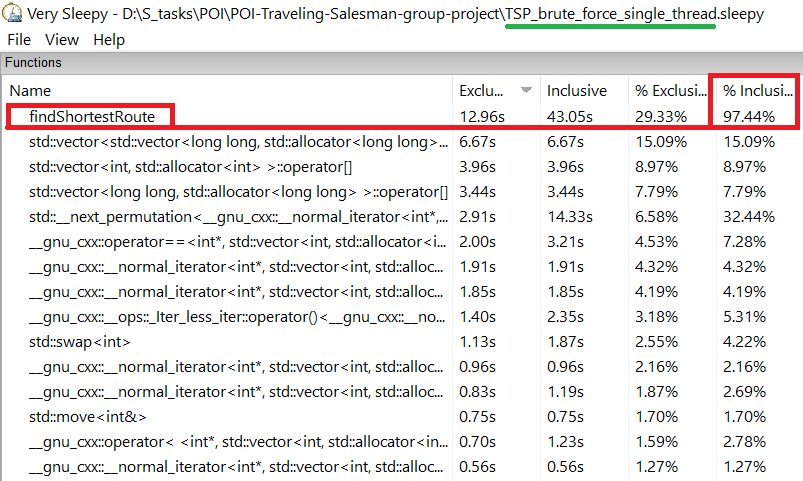 Very Sleepy - D:\S_tasks\POI\POI-Traveling-Salesman-group-project\TSP_brute_force_single_thread.sleepy
File View Help
Functions
Name Exclu... Inclusive % Exclusi... % Inclusi...
findShortestRoute 12.96s 43.05s 29.33% 97.44%
std::vector<std::vector<long long, std::allocator<long long>... 6.67s 6.67s 15.09% 15.09%
std::vector<int, std::allocator<int> >::operator[] 3.96s 3.96s 8.97% 8.97%
std::vector<long long, std::allocator<long long> >::operator[] 3.44s 3.44s 7.79% 7.79%
std::__next_permutation<__gnu_cxx::__normal_iterator<int*,... 2.91s 14.33s 6.58% 32.44%
__gnu_cxx::operator==<int*, std::vector<int, std::allocator<i... 2.00s 3.21s 4.53% 7.28%
__gnu_cxx::__normal_iterator<int*, std::vector<int, std::alloc... 1.91s 1.91s 4.32% 4.32%
__gnu_cxx::__normal_iterator<int*, std::vector<int, std::alloc... 1.85s 1.85s 4.19% 4.19%
__gnu_cxx::__ops::_Iter_less_iter::operator()<__gnu_cxx::__no... 1.40s 2.35s 3.18% 5.31%
std::swap<int> 1.13s 1.87s 2.55% 4.22%
__gnu_cxx::__normal_iterator<int*, std::vector<int, std::alloc... 0.96s 0.96s 2.16% 2.16%
__gnu_cxx::__normal_iterator<int*, std::vector<int, std::alloc... 0.83s 1.19s 1.87% 2.69%
std::move<int&> 0.75s 0.75s 1.70% 1.70%
__gnu_cxx::operator< <int*, std::vector<int, std::allocator<in... 0.70s 1.23s 1.59% 2.78%
__gnu_cxx::__normal_iterator<int*, std::vector<int, std::alloc... 0.56s 0.56s 1.27% 1.27%